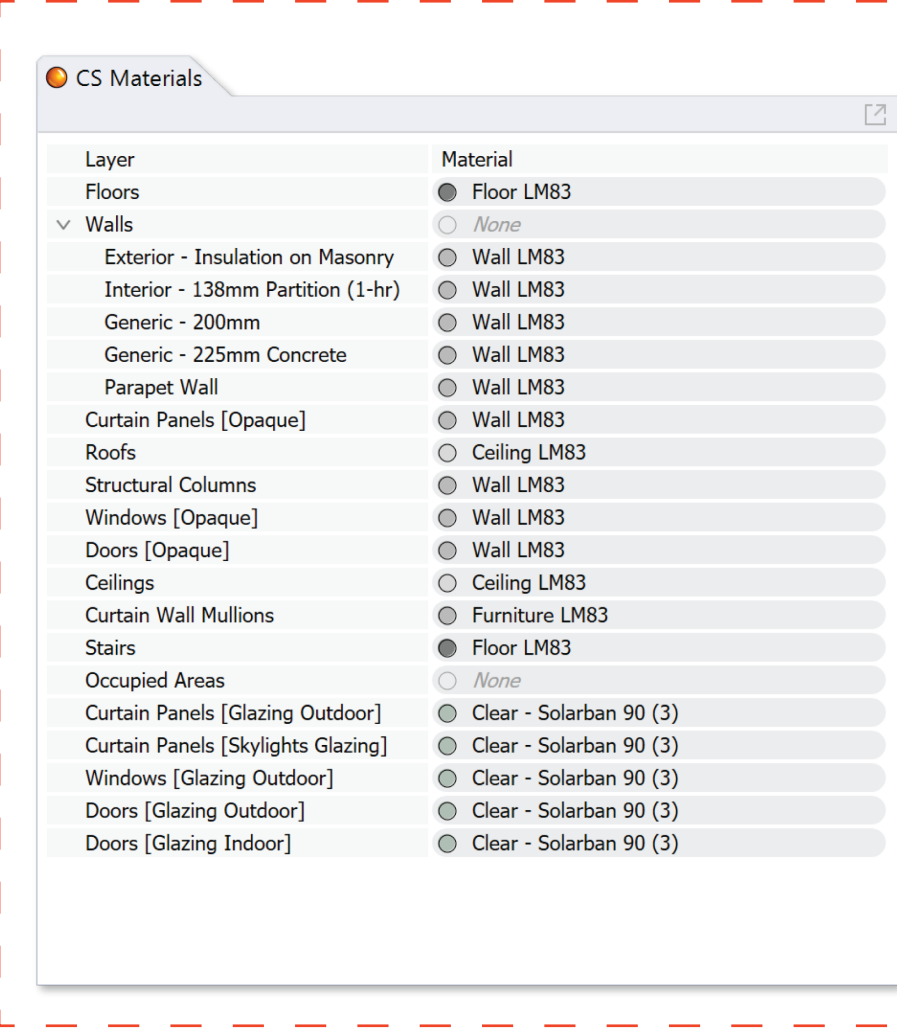 CS Materials
Layer Material
Floors Floor LM83
Walls None
Exterior - Insulation on Masonry Wall LM83
Interior - 138mm Partition (1-hr) Wall LM83
Generic - 200mm Wall LM83
Generic - 225mm Concrete Wall LM83
Parapet Wall Wall LM83
Curtain Panels [Opaque] Wall LM83
Roofs Ceiling LM83
Structural Columns Wall LM83
Windows [Opaque] Wall LM83
Doors [Opaque] Wall LM83
Ceilings Ceiling LM83
Curtain Wall Mullions Furniture LM83
Stairs Floor LM83
Occupied Areas None
Curtain Panels [Glazing Outdoor] Clear - Solarban 90 (3)
Curtain Panels [Skylights Glazing] Clear - Solarban 90 (3)
Windows [Glazing Outdoor] Clear - Solarban 90 (3)
Doors [Glazing Outdoor] Clear - Solarban 90 (3)
Doors [Glazing Indoor] Clear - Solarban 90 (3)